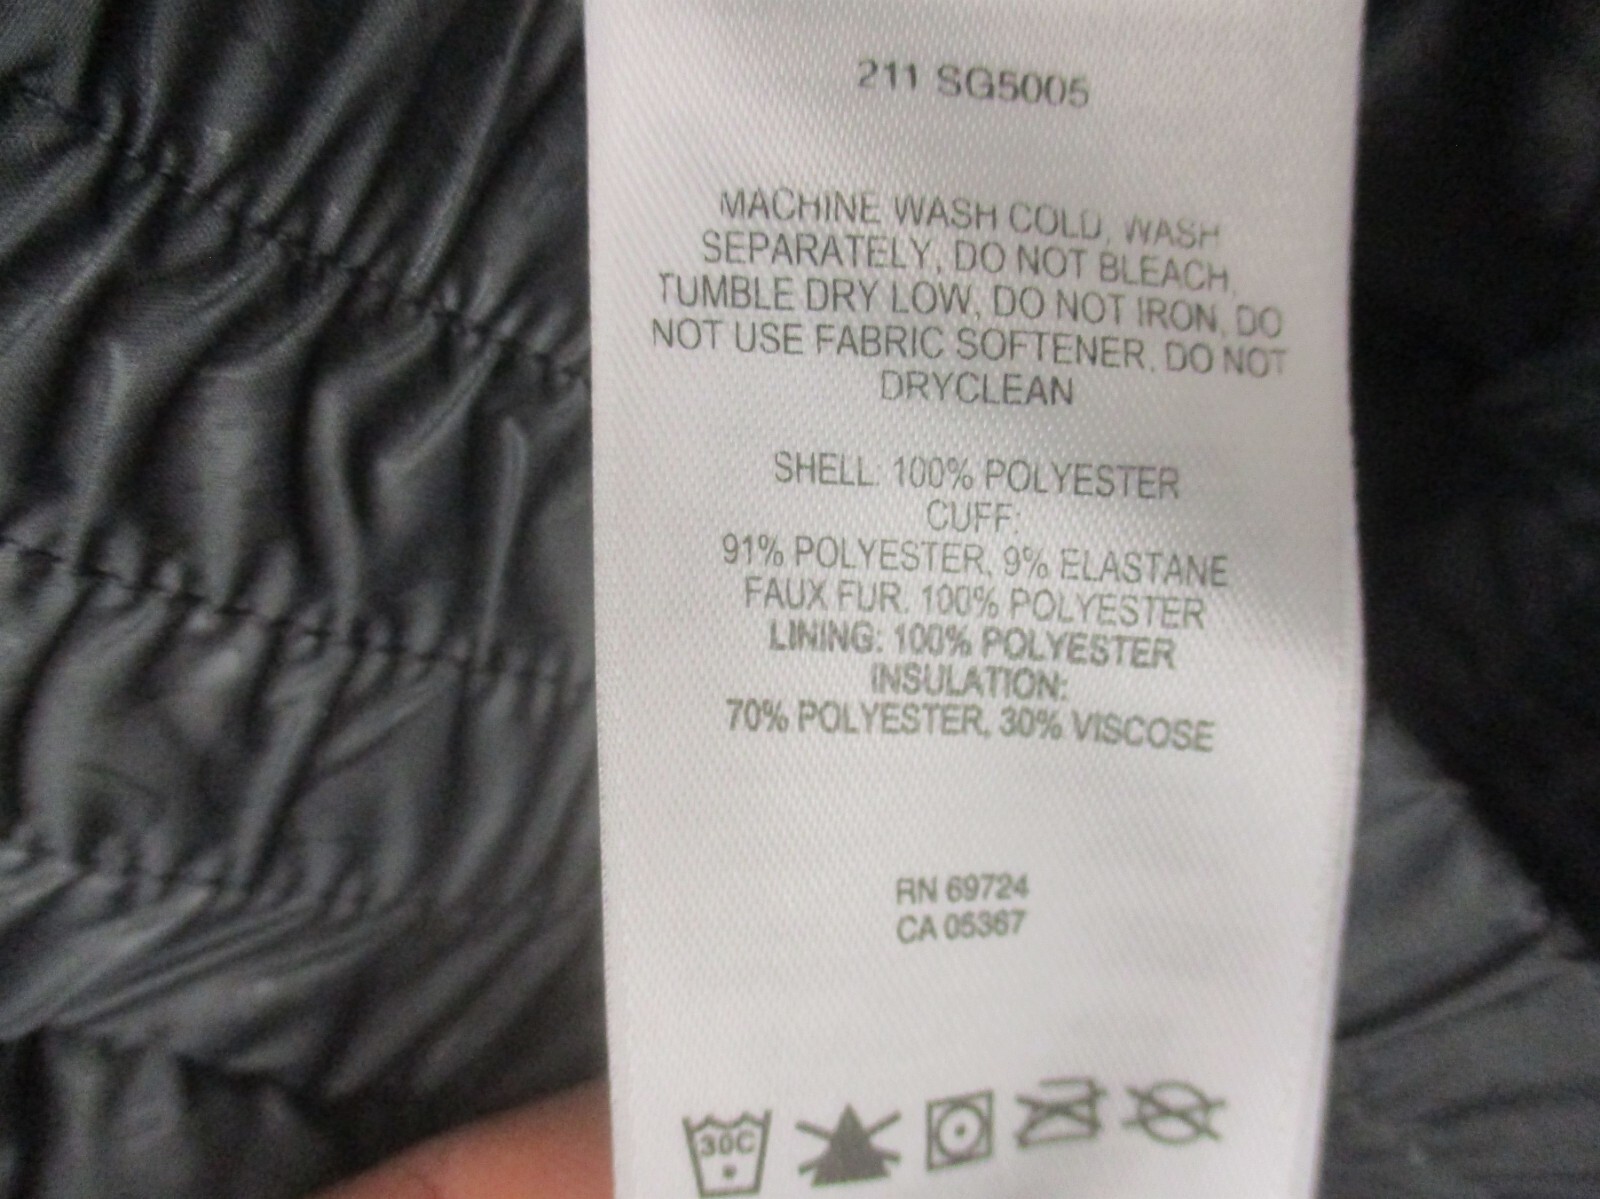 211 SG5005
MACHINE WASH COLD, WASH
SEPARATELY, DO NOT BLEACH,
TUMBLE DRY LOW, DO NOT IRON, DO
NOT USE FABRIC SOFTENER, DO NOT
DRYCLEAN
SHELL: 100% POLYESTER
CUFF:
91% POLYESTER, 9% ELASTANE
FAUX FUR: 100% POLYESTER
LINING: 100% POLYESTER
INSULATION:
70% POLYESTER, 30% VISCOSE
RN 69724
CA 05367
30C